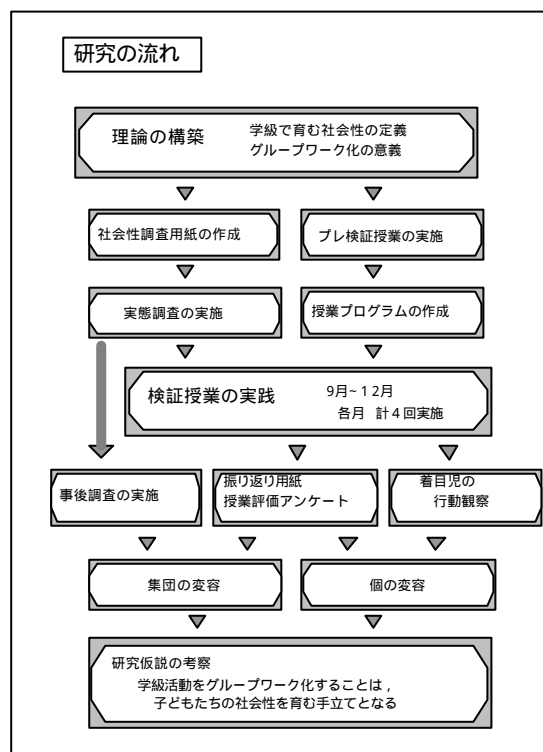 研究の流れ
理論の構築
学級で育む社会性の定義
グループワーク化の意義
社会性調査用紙の作成
プレ検証授業の実施
実態調査の実施
授業プログラムの作成
検証授業の実践
9月~12月
各月 計4回実施
事後調査の実施
振り返り用紙
授業評価アンケート
着目児の
行動観察
集団の変容
個の変容
研究仮説の考察
学級活動をグループワーク化することは,
子どもたちの社会性を育む手立てとなる